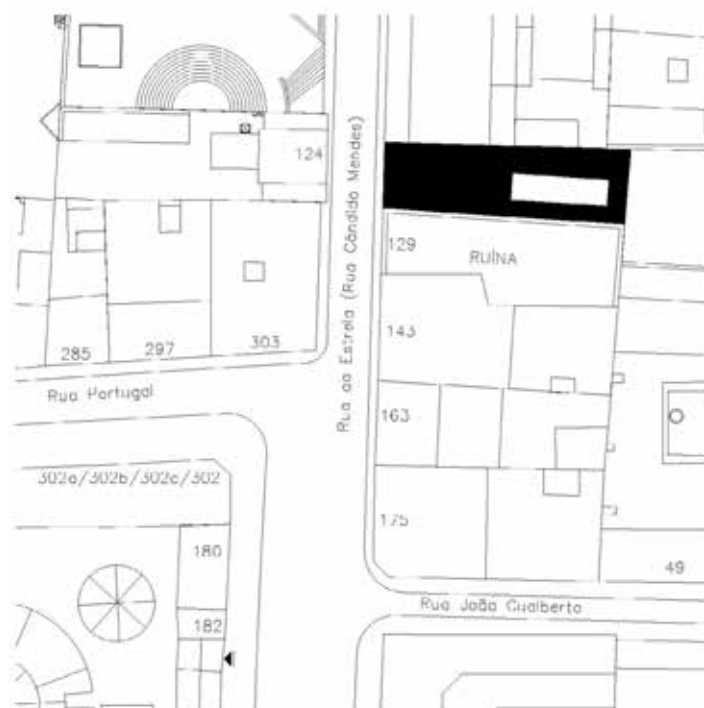 124
Rua da Estrela (Rua Cândido Mendes)
129
RUÍNA
143
303
297
285
Rua Portugal
163
302a/302b/302c/302
175
180
49
Rua João Gualberto
182